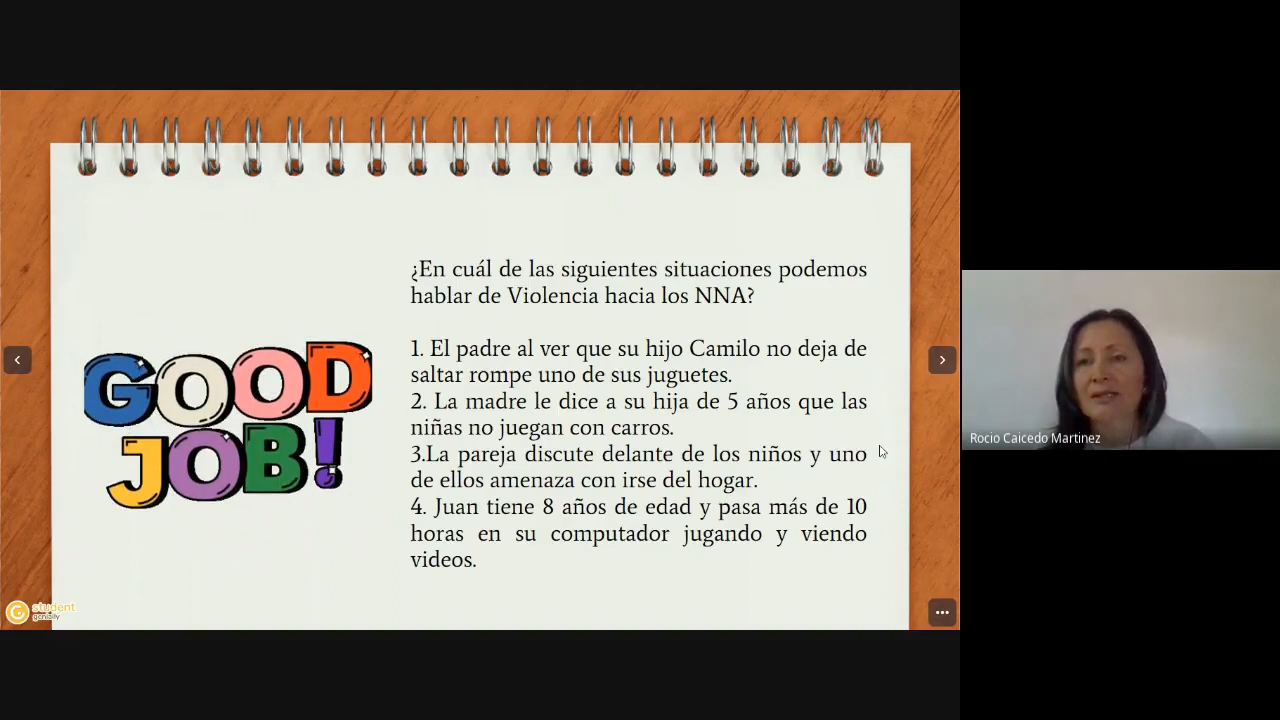 ¿En cuál de las siguientes situaciones podemos
hablar de Violencia hacia los NNA?
1. El padre al ver que su hijo Camilo no deja de
saltar rompe uno de sus juguetes.
2. La madre le dice a su hija de 5 años que las
niñas no juegan con carros.
3.La pareja discute delante de los niños y uno
de ellos amenaza con irse del hogar.
4. Juan tiene 8 años de edad y pasa más de 10
horas en su computador jugando y viendo
videos.
GOOD
JOB!
Rocio Caicedo Martinez
student
genially